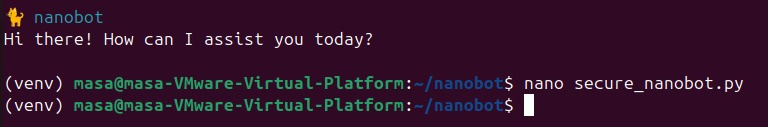 🐈 nanobot
Hi there! How can I assist you today?
(venv) masa@masa-VMware-Virtual-Platform:~/nanobot$ nano secure_nanobot.py
(venv) masa@masa-VMware-Virtual-Platform:~/nanobot$